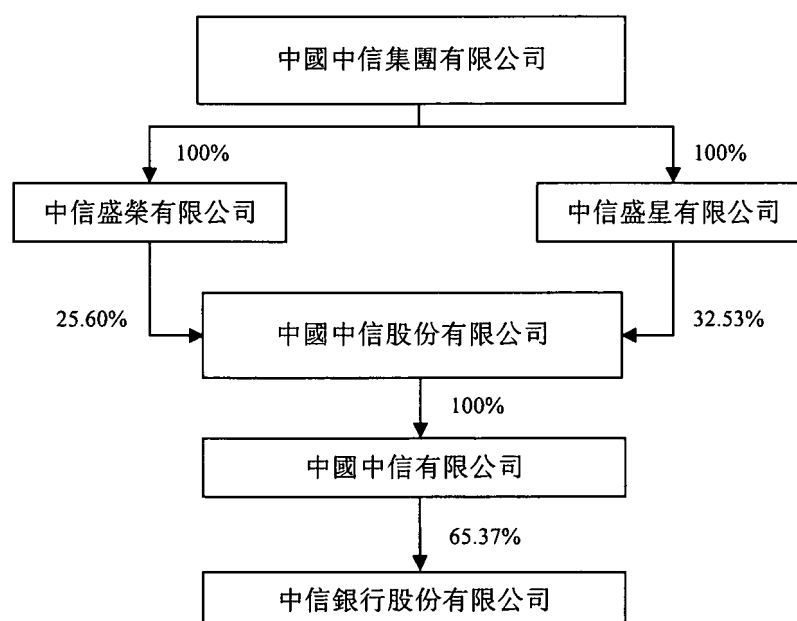 中國中信集團有限公司
100%
100%
中信盛榮有限公司
中信盛星有限公司
25.60%
中國中信股份有限公司
32.53%
100%
中國中信有限公司
65.37%
中信銀行股份有限公司